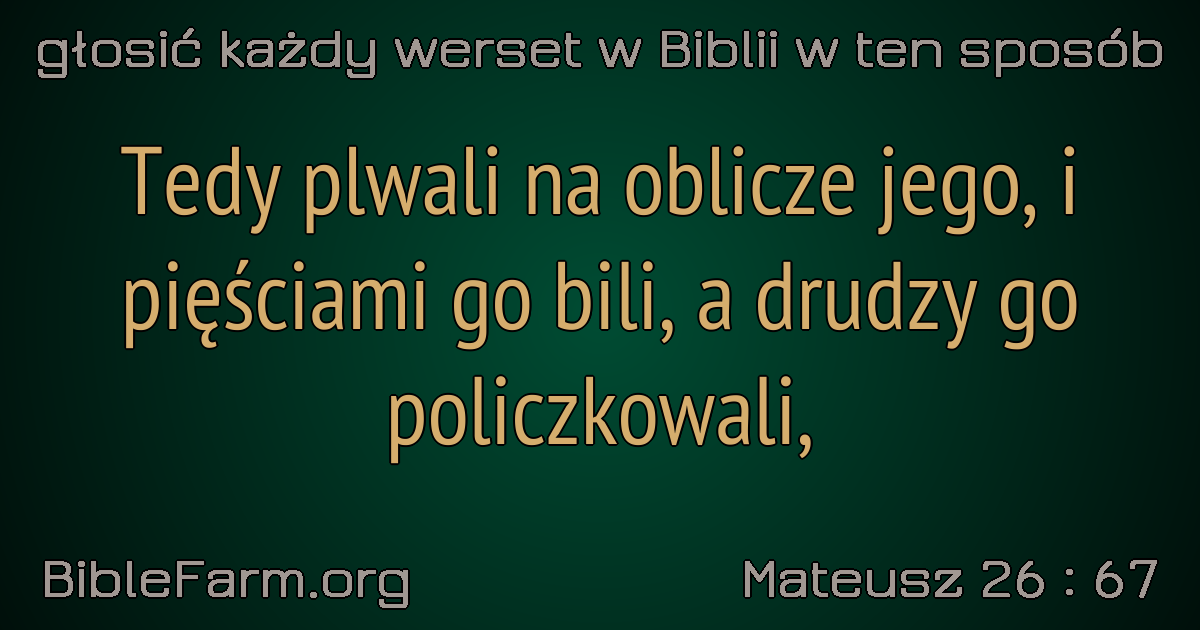 głosić każdy werset w Biblii w ten sposób
Tedy plwali na oblicze jego, i
pięściami go bili, a drudzy go
policzkowali,
BibleFarm.org
Mateusz 26 : 67